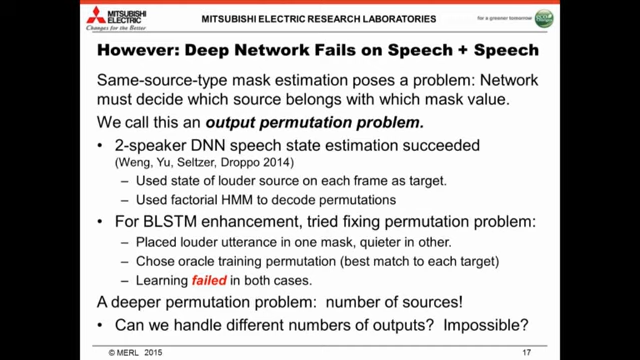 MITSUBISHI
ELECTRIC
Changes for the Better
MITSUBISHI ELECTRIC RESEARCH LABORATORIES
for a greener tomorrow
However: Deep Network Fails on Speech + Speech
Same-source-type mask estimation poses a problem: Network
must decide which source belongs with which mask value.
We call this an output permutation problem.
• 2-speaker DNN speech state estimation succeeded
(Weng, Yu, Seltzer, Droppo 2014)
– Used state of louder source on each frame as target.
– Used factorial HMM to decode permutations
• For BLSTM enhancement, tried fixing permutation problem:
– Placed louder utterance in one mask, quieter in other.
– Chose oracle training permutation (best match to each target)
– Learning failed in both cases.
A deeper permutation problem: number of sources!
• Can we handle different numbers of outputs? Impossible?
© MERL 2015
17